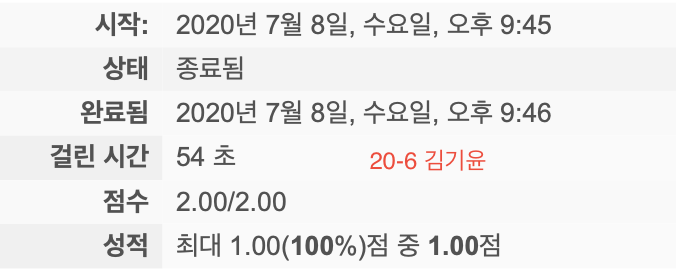 시작: 2020년 7월 8일, 수요일, 오후 9:45
상태 종료됨
완료됨 2020년 7월 8일, 수요일, 오후 9:46
걸린 시간 54 초 20-6 김기윤
점수 2.00/2.00
성적 최대 1.00(100%)점 중 1.00점